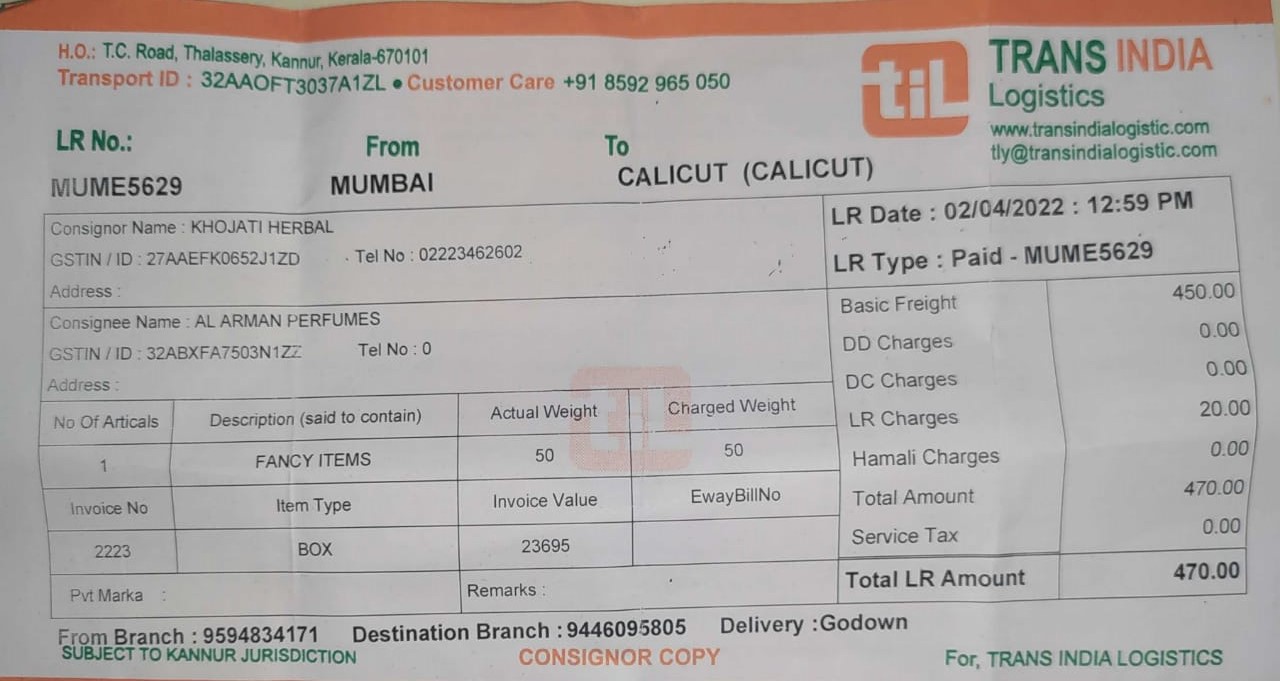 H.O.: T.C. Road, Thalassery, Kannur, Kerala-670101
Transport ID : 32AAOFT3037A1ZL • Customer Care +91 8592 965 050
til
TRANS INDIA
Logistics
www.transindialogistic.com
tly@transindialogistic.com
LR No.: From To
MUME5629 MUMBAI CALICUT (CALICUT)
LR Date : 02/04/2022 : 12:59 PM
LR Type : Paid - MUME5629
Consignor Name : KHOJATI HERBAL
GSTIN / ID : 27AAEFK0652J1ZD Tel No : 02223462602
Address :
Consignee Name : AL ARMAN PERFUMES
GSTIN / ID : 32ABXFA7503N1ZZ Tel No : 0
Address :
No Of Articals Description (said to contain) Actual Weight Charged Weight
1 FANCY ITEMS 50 50
Invoice No Item Type Invoice Value EwayBillNo
2223 BOX 23695
Pvt Marka : Remarks :
Basic Freight 450.00
DD Charges 0.00
DC Charges 0.00
LR Charges 20.00
Hamali Charges 0.00
Total Amount 470.00
Service Tax 0.00
Total LR Amount 470.00
From Branch : 9594834171 Destination Branch : 9446095805 Delivery :Godown
SUBJECT TO KANNUR JURISDICTION CONSIGNOR COPY For, TRANS INDIA LOGISTICS